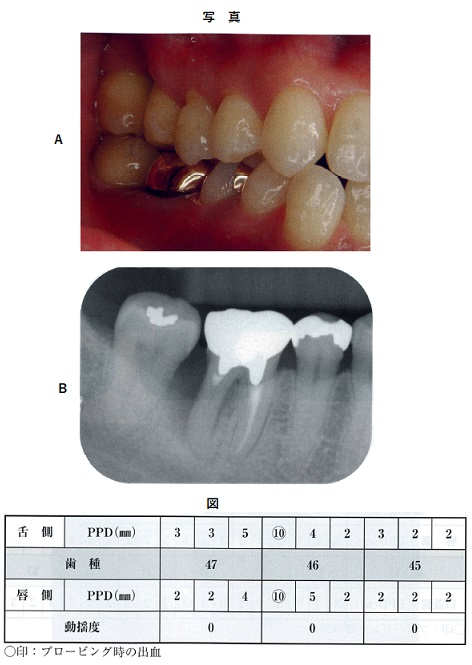 写 真
A
B
図
舌 側 PPD(mm) 3 3 5 ⑩ 4 2 3 2 2
歯 種 47 46 45
唇 側 PPD(mm) 2 2 4 ⑩ 5 2 2 2 2
動揺度 0 0 0
○印：プロービング時の出血